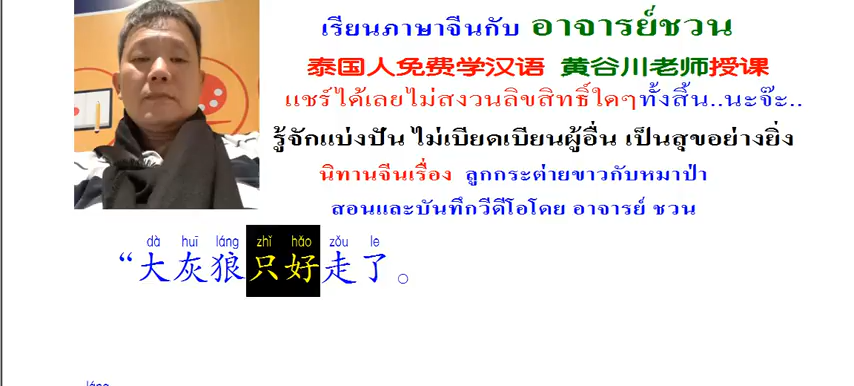 เรียนภาษาจีนกับ อาจารย์ชวน
泰国人免费学汉语 黄谷川老师授课
แชร์ได้เลยไม่สงวนลิขสิทธิ์ใดๆทั้งสิ้น..นะจ๊ะ..
รู้จักแบ่งปัน ไม่เบียดเบียนผู้อื่น เป็นสุขอย่างยิ่ง
นิทานจีนเรื่อง ลูกกระต่ายขาวกับหมาป่า
สอนและบันทึกวีดีโอโดย อาจารย์ ชวน
dà huī láng zhǐ hǎo zǒu le
“大灰狼只好走了。
láng